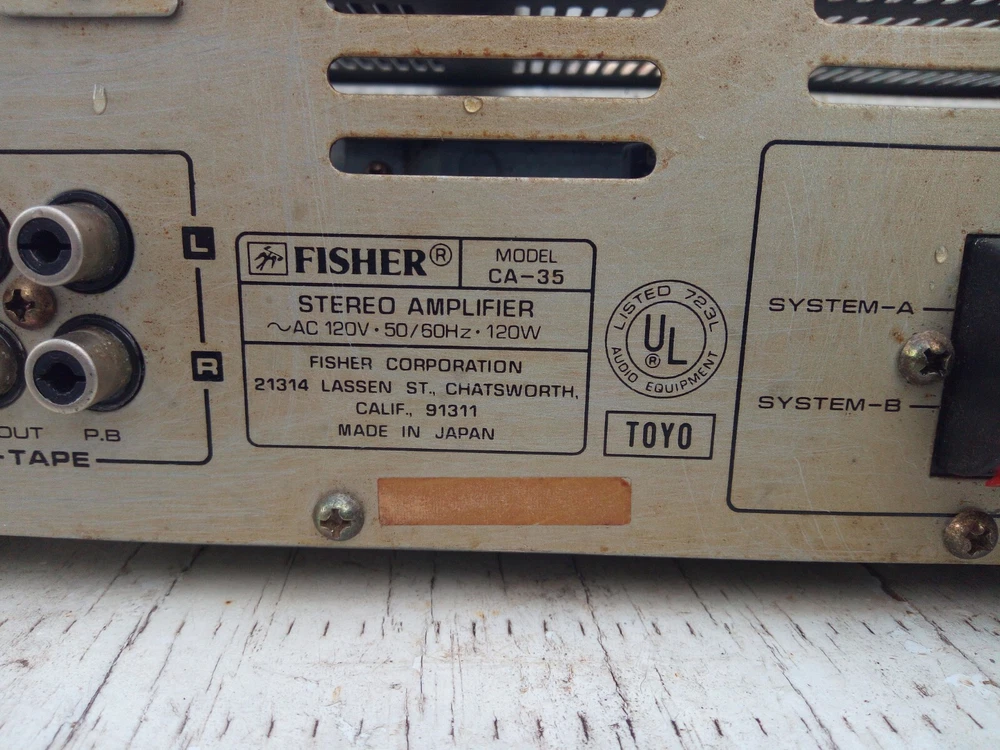 L
R
OUT P.B
TAPE
FISHER®
MODEL
CA-35
STEREO AMPLIFIER
~AC 120V·50/60Hz·120W
FISHER CORPORATION
21314 LASSEN ST., CHATSWORTH,
CALIF., 91311
MADE IN JAPAN
LISTED 723L
UL®
AUDIO EQUIPMENT
TOYO
SYSTEM-A
SYSTEM-B